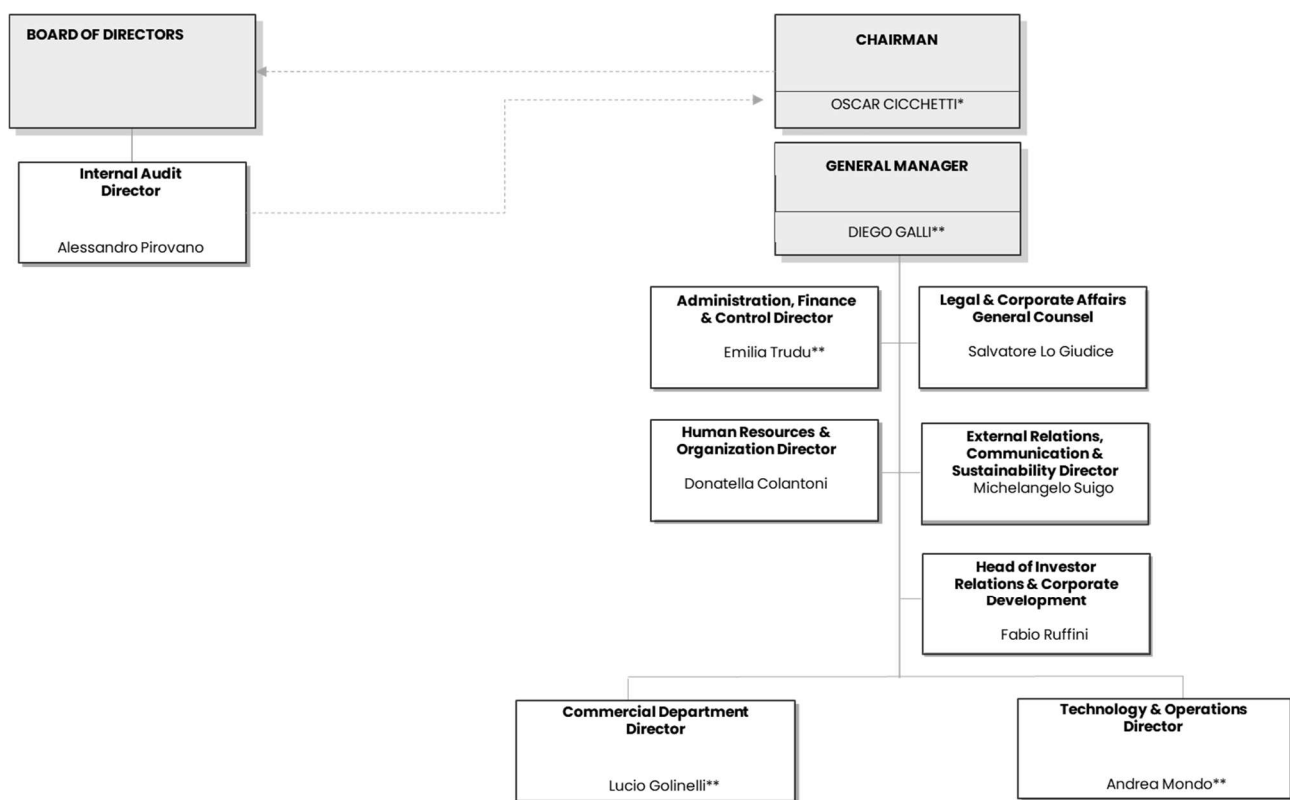 BOARD OF DIRECTORS
CHAIRMAN
OSCAR CICCHETTI*
Internal Audit
Director
Alessandro Pirovano
GENERAL MANAGER
DIEGO GALLI**
Administration, Finance
& Control Director
Emilia Trudu**
Legal & Corporate Affairs
General Counsel
Salvatore Lo Giudice
Human Resources &
Organization Director
Donatella Colantoni
External Relations,
Communication &
Sustainability Director
Michelangelo Suigo
Head of Investor
Relations & Corporate
Development
Fabio Ruffini
Commercial Department
Director
Lucio Golinelli**
Technology & Operations
Director
Andrea Mondo**